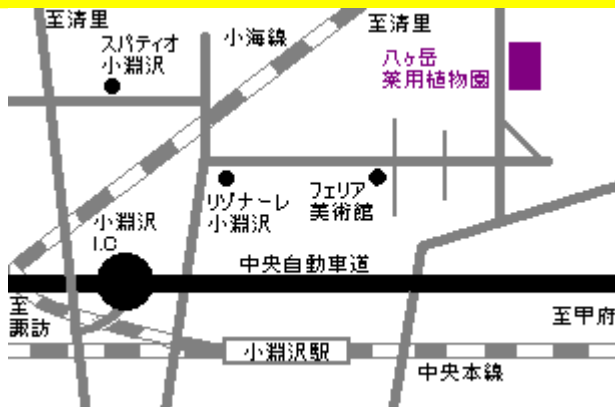 至清里
小海線
至清里
スパティオ
小淵沢
八ヶ岳
薬用植物園
リゾナーレ
小淵沢
フェリア
美術館
小淵沢
I.C
中央自動車道
至
諏訪
至甲府
小淵沢駅
中央本線